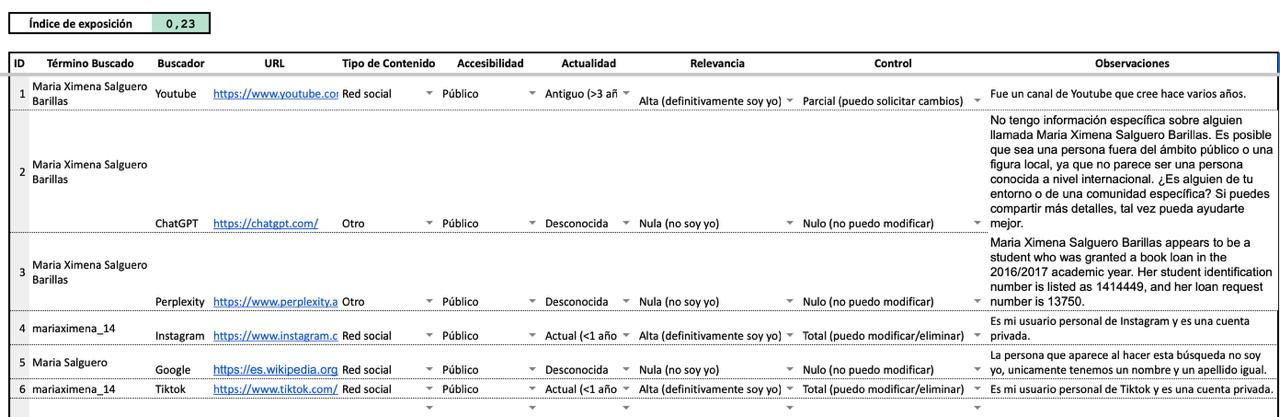 Índice de exposición 0,23
ID Término Buscado Buscador URL Tipo de Contenido Accesibilidad Actualidad Relevancia Control Observaciones
1 Maria Ximena Salguero Barillas Youtube https://www.youtube.cor Red social Público Antiguo (>3 añ Alta (definitivamente soy yo) Parcial (puedo solicitar cambios) Fue un canal de Youtube que cree hace varios años.
2 Maria Ximena Salguero Barillas ChatGPT https://chatgpt.com/ Otro Público Desconocida Nula (no soy yo) Nulo (no puedo modificar)
No tengo información específica sobre alguien
llamada Maria Ximena Salguero Barillas. Es posible
que sea una persona fuera del ámbito público o una
figura local, ya que no parece ser una persona
conocida a nivel internacional. ¿Es alguien de tu
entorno o de una comunidad específica? Si puedes
compartir más detalles, tal vez pueda ayudarte
mejor.
3 Maria Ximena Salguero Barillas Perplexity https://www.perplexity.a Otro Público Desconocida Nula (no soy yo) Nulo (no puedo modificar)
Maria Ximena Salguero Barillas appears to be a
student who was granted a book loan in the
2016/2017 academic year. Her student identification
number is listed as 1414449, and her loan request
number is 13750.
4 mariaximena_14 Instagram https://www.instagram.c Red social Público Actual (<1 año Alta (definitivamente soy yo) Total (puedo modificar/eliminar)
Es mi usuario personal de Instagram y es una cuenta
privada.
5 Maria Salguero Google https://es.wikipedia.org Red social Público Desconocida Nula (no soy yo) Nulo (no puedo modificar)
La persona que aparece al hacer esta búsqueda no soy
yo, unicamente tenemos un nombre y un apellido igual.
6 mariaximena_14 Tiktok https://www.tiktok.com/ Red social Público Actual (<1 año Alta (definitivamente soy yo) Total (puedo modificar/eliminar) Es mi usuario personal de Tiktok y es una cuenta privada.